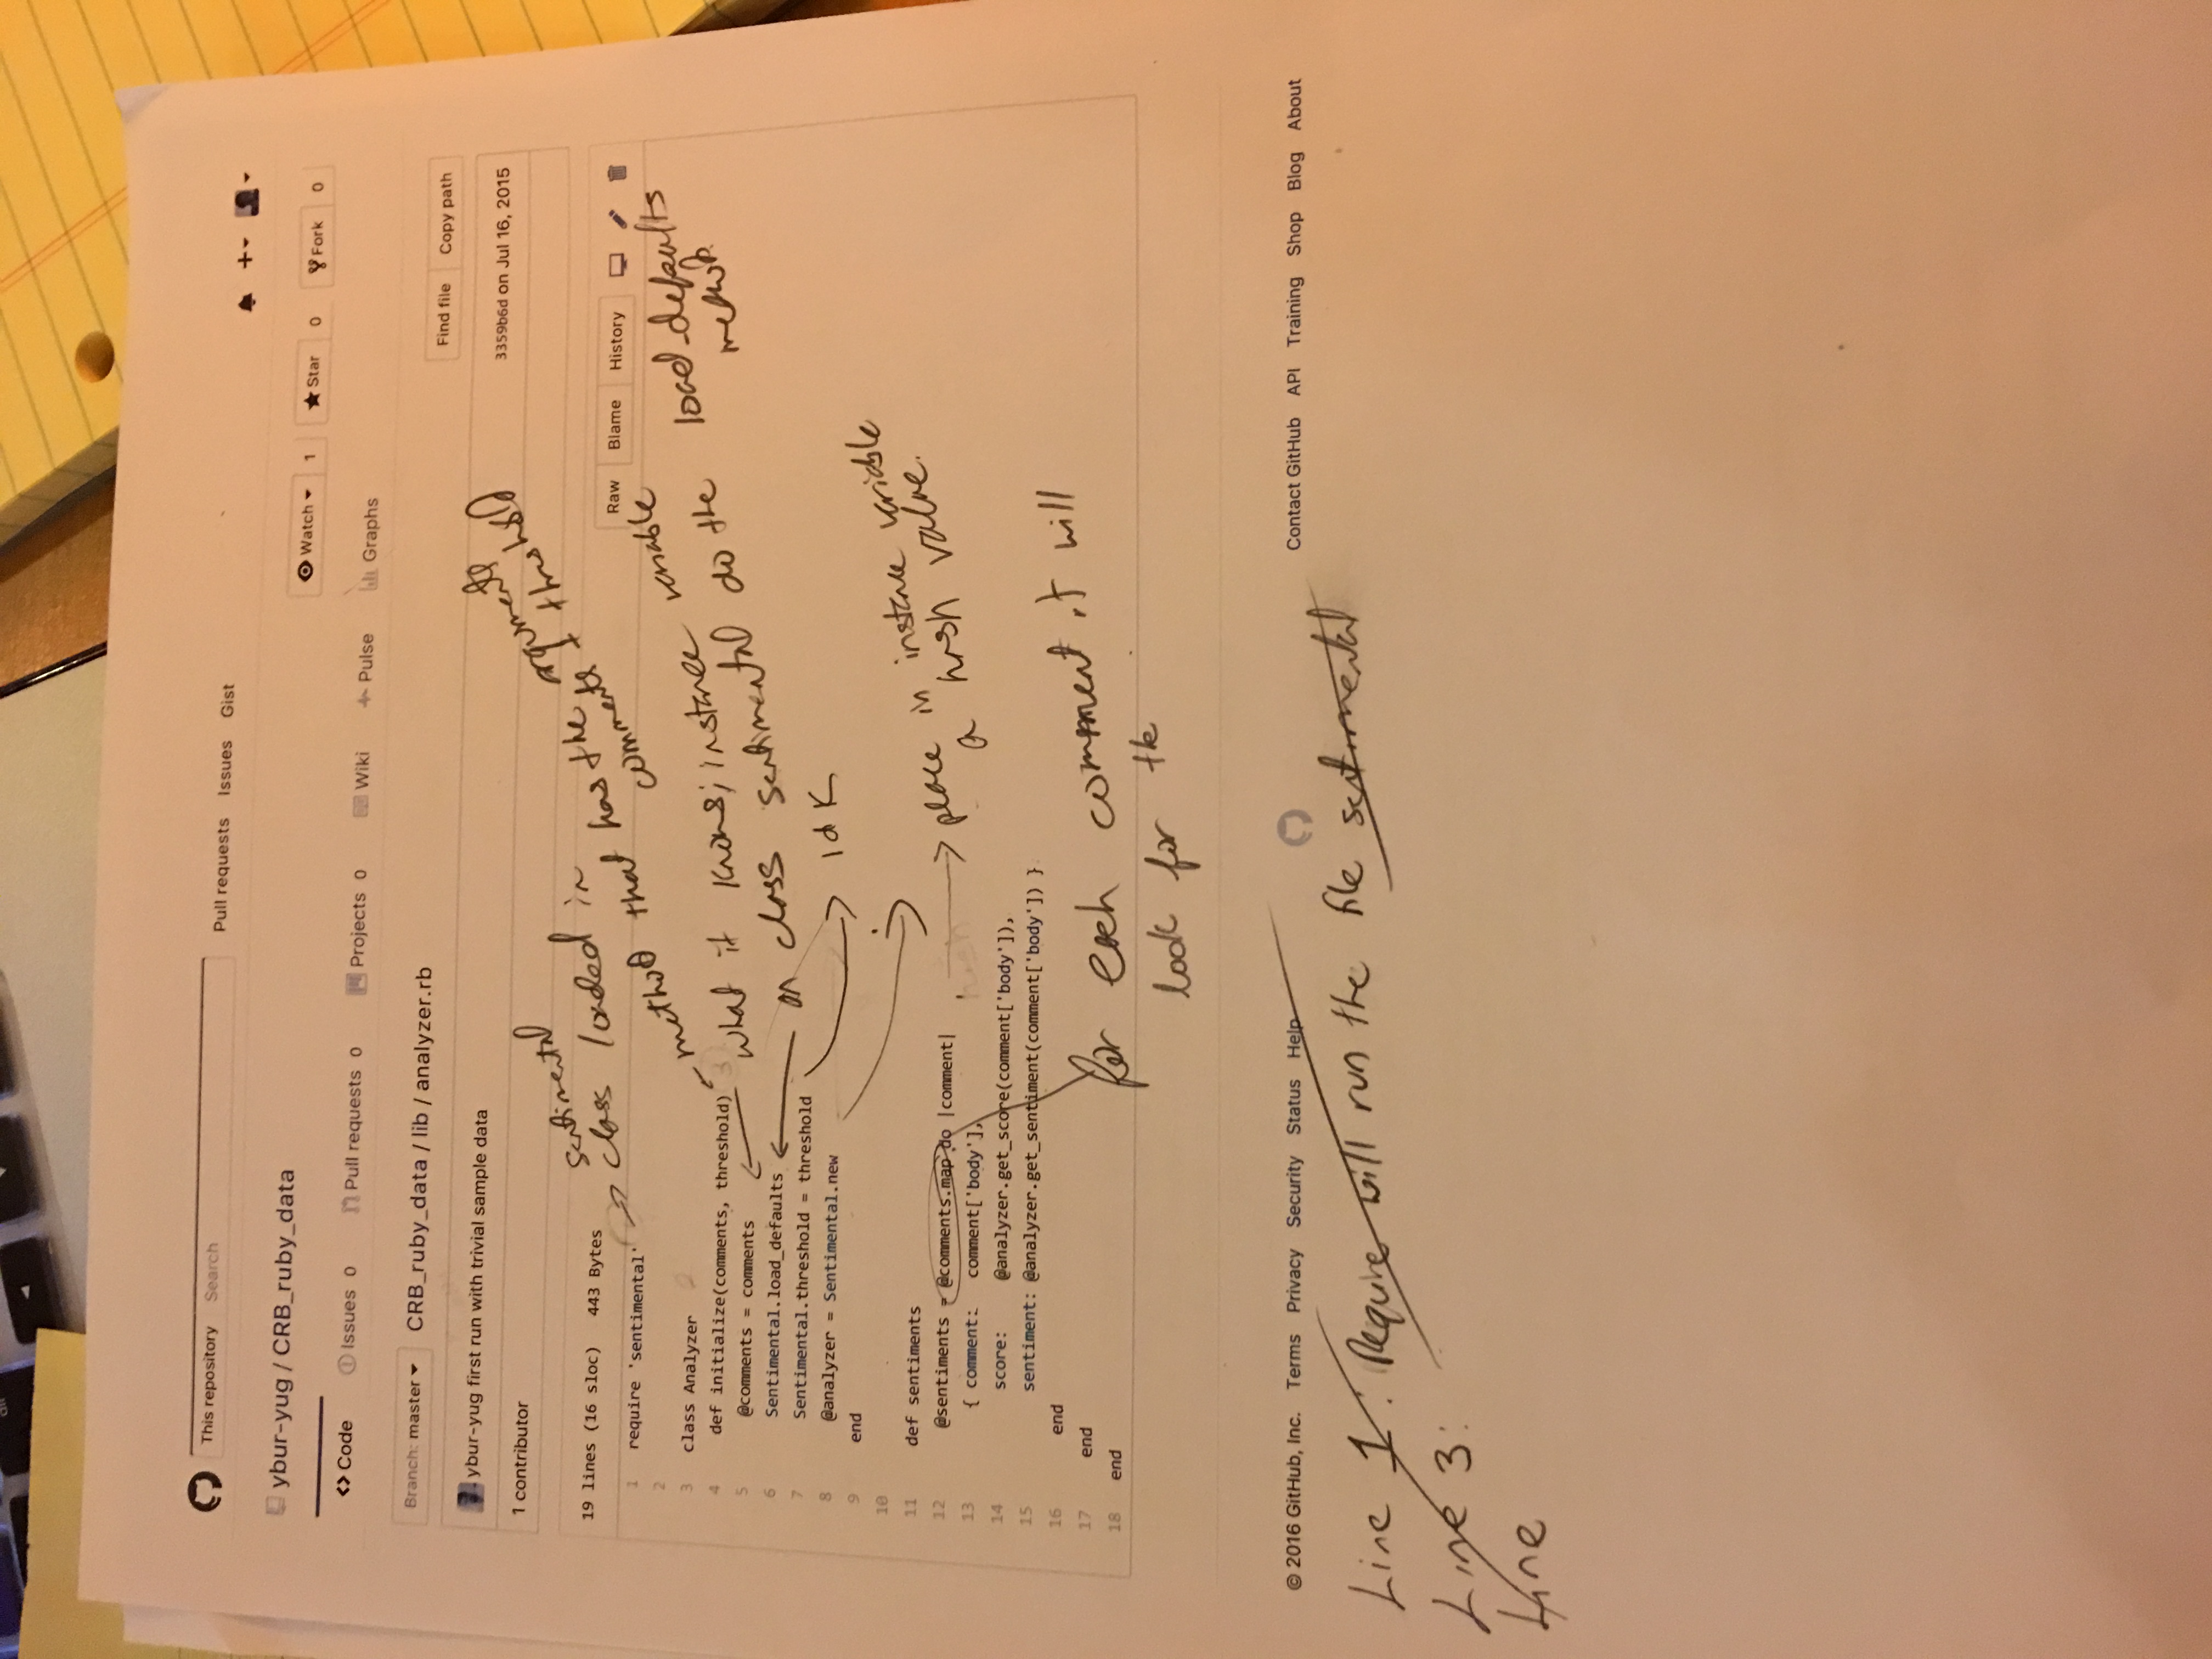 alt
This repository Search
Pull requests Issues Gist
ybur-yug / CRB_ruby_data
Watch 1 Star 0 Fork 0
<> Code Issues 0 Pull requests 0 Projects 0 Wiki Pulse Graphs
Branch: master CRB_ruby_data / lib / analyzer.rb
Find file Copy path
ybur-yug first run with trivial sample data
3359b6d on Jul 16, 2015
1 contributor
19 lines (16 sloc) 443 Bytes
Raw Blame History
sentimental
class loaded in
method that has the arguments
comments + threshold
what it knows; instance variable
on class sentimental do the load_defaults
method
idk
place in instance variable
a hash value.
1 require 'sentimental'
2
3 class Analyzer
4 def initialize(comments, threshold)
5 @comments = comments
6 Sentimental.load_defaults
7 Sentimental.threshold = threshold
8 @analyzer = Sentimental.new
9 end
10
11 def sentiments
12 @sentiments = @comments.map do |comment|
13 { comment: comment['body'],
14 score: @analyzer.get_score(comment['body']),
15 sentiment: @analyzer.get_sentiment(comment['body']) }
16 end
17 end
18 end
hash
for each comment it will
look for the
© 2016 GitHub, Inc. Terms Privacy Security Status Help
Contact GitHub API Training Shop Blog About
Line 1: Require will run the file sentimental
Line 3:
Line